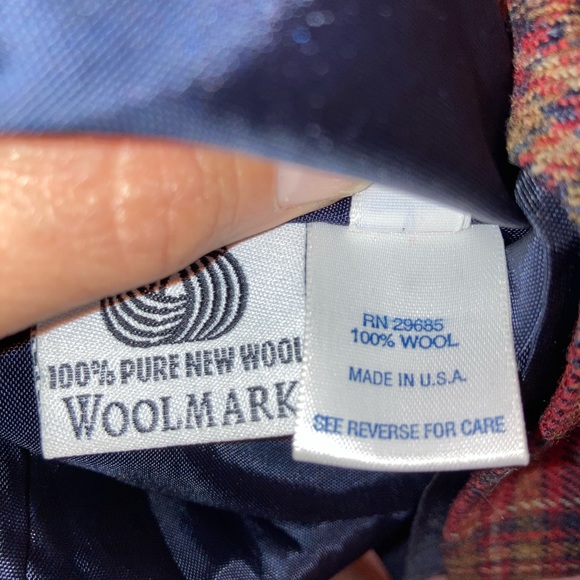 100% PURE NEW WOOL
WOOLMARK
RN 29685
100% WOOL
MADE IN U.S.A.
SEE REVERSE FOR CARE